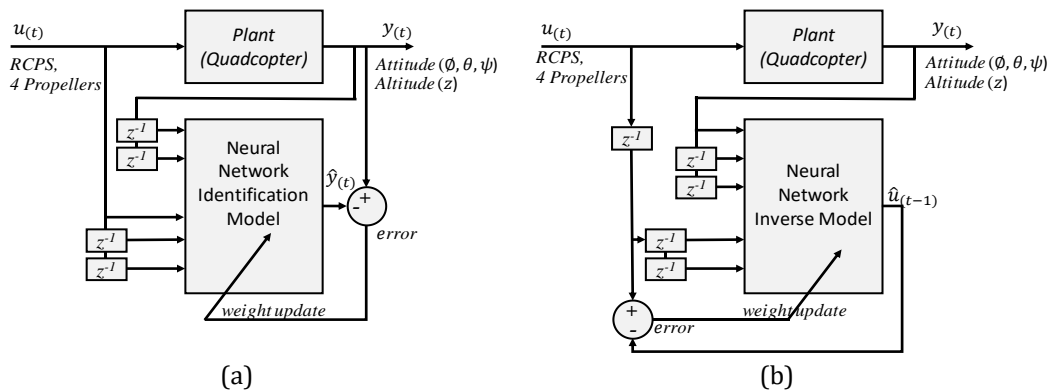 u(t)
Plant
(Quadcopter)
y(t)
RCPS,
4 Propellers
Attitude(∅, θ, ψ)
Altitude(z)
z-1
z-1
Neural
Network
Identification
Model
ŷ(t)
+
-
error
z-1
z-1
weight update
(a)
u(t)
Plant
(Quadcopter)
y(t)
RCPS,
4 Propellers
Attitude(∅, θ, ψ)
Altitude(z)
z-1
z-1
z-1
Neural
Network
Inverse Model
û(t−1)
z-1
z-1
+
-
error
weight update
(b)